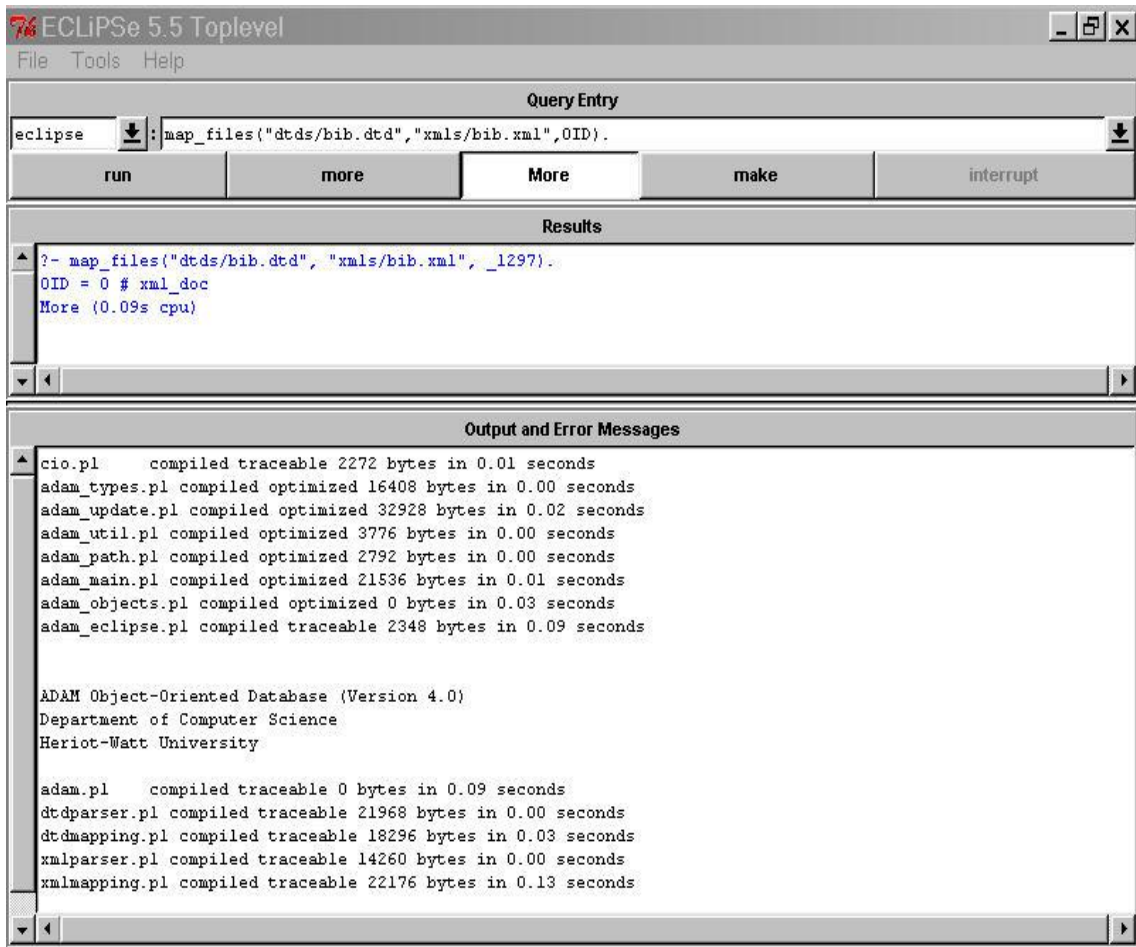 ECLiPSe 5.5 Toplevel
File Tools Help
Query Entry
eclipse : map_files("dtds/bib.dtd","xmls/bib.xml",OID).
run more More make interrupt
Results
?- map_files("dtds/bib.dtd", "xmls/bib.xml", _1297).
OID = 0 # xml_doc
More (0.09s cpu)
Output and Error Messages
cio.pl compiled traceable 2272 bytes in 0.01 seconds
adam_types.pl compiled optimized 16408 bytes in 0.00 seconds
adam_update.pl compiled optimized 32928 bytes in 0.02 seconds
adam_util.pl compiled optimized 3776 bytes in 0.00 seconds
adam_path.pl compiled optimized 2792 bytes in 0.00 seconds
adam_main.pl compiled optimized 21536 bytes in 0.01 seconds
adam_objects.pl compiled optimized 0 bytes in 0.03 seconds
adam_eclipse.pl compiled traceable 2348 bytes in 0.09 seconds
ADAM Object-Oriented Database (Version 4.0)
Department of Computer Science
Heriot-Watt University
adam.pl compiled traceable 0 bytes in 0.09 seconds
dtdparser.pl compiled traceable 21968 bytes in 0.00 seconds
dtdmapping.pl compiled traceable 18296 bytes in 0.03 seconds
xmlparser.pl compiled traceable 14260 bytes in 0.00 seconds
xmlmapping.pl compiled traceable 22176 bytes in 0.13 seconds